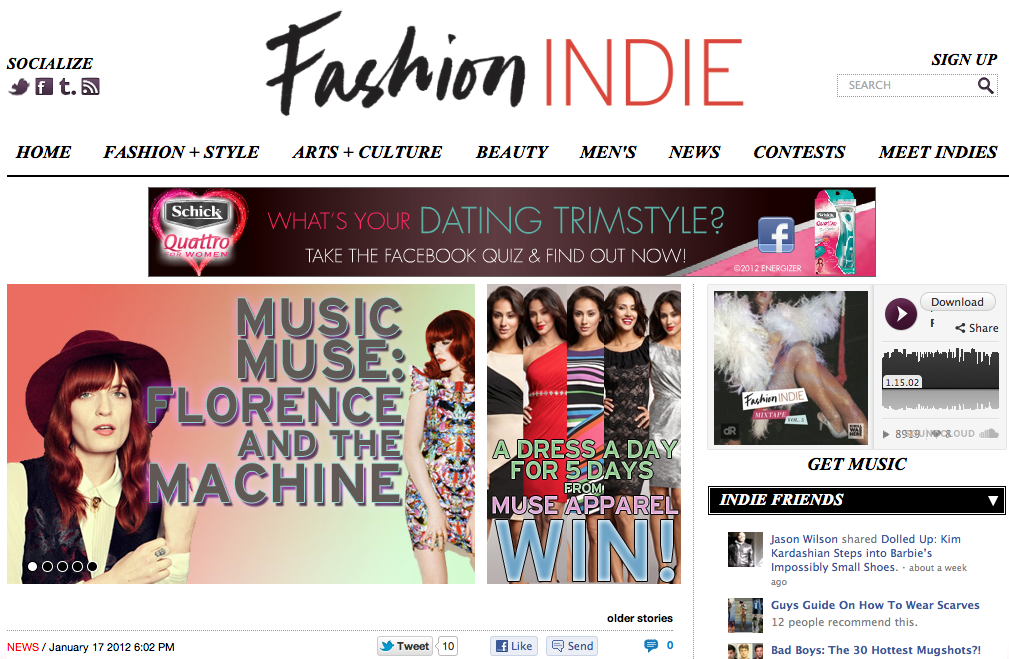 SOCIALIZE
Fashion INDIE
SIGN UP
SEARCH
HOME FASHION + STYLE ARTS + CULTURE BEAUTY MEN'S NEWS CONTESTS MEET INDIES
Schick
Quattro
FOR WOMEN
WHAT'S YOUR DATING TRIMSTYLE?
TAKE THE FACEBOOK QUIZ & FIND OUT NOW!
©2012 ENERGIZER
MUSIC
MUSE:
FLORENCE
AND THE
MACHINE
A DRESS A DAY
FOR 5 DAYS
FROM
MUSE APPAREL
WIN!
Fashion INDIE
MIXTAPE
Download
Share
1.15.02
GET MUSIC
INDIE FRIENDS
Jason Wilson shared Dolled Up: Kim
Kardashian Steps into Barbie's
Impossibly Small Shoes. · about a week
ago
Guys Guide On How To Wear Scarves
12 people recommend this.
Bad Boys: The 30 Hottest Mugshots?!
older stories
NEWS / January 17 2012 6:02 PM
Tweet 10
Like
Send
0